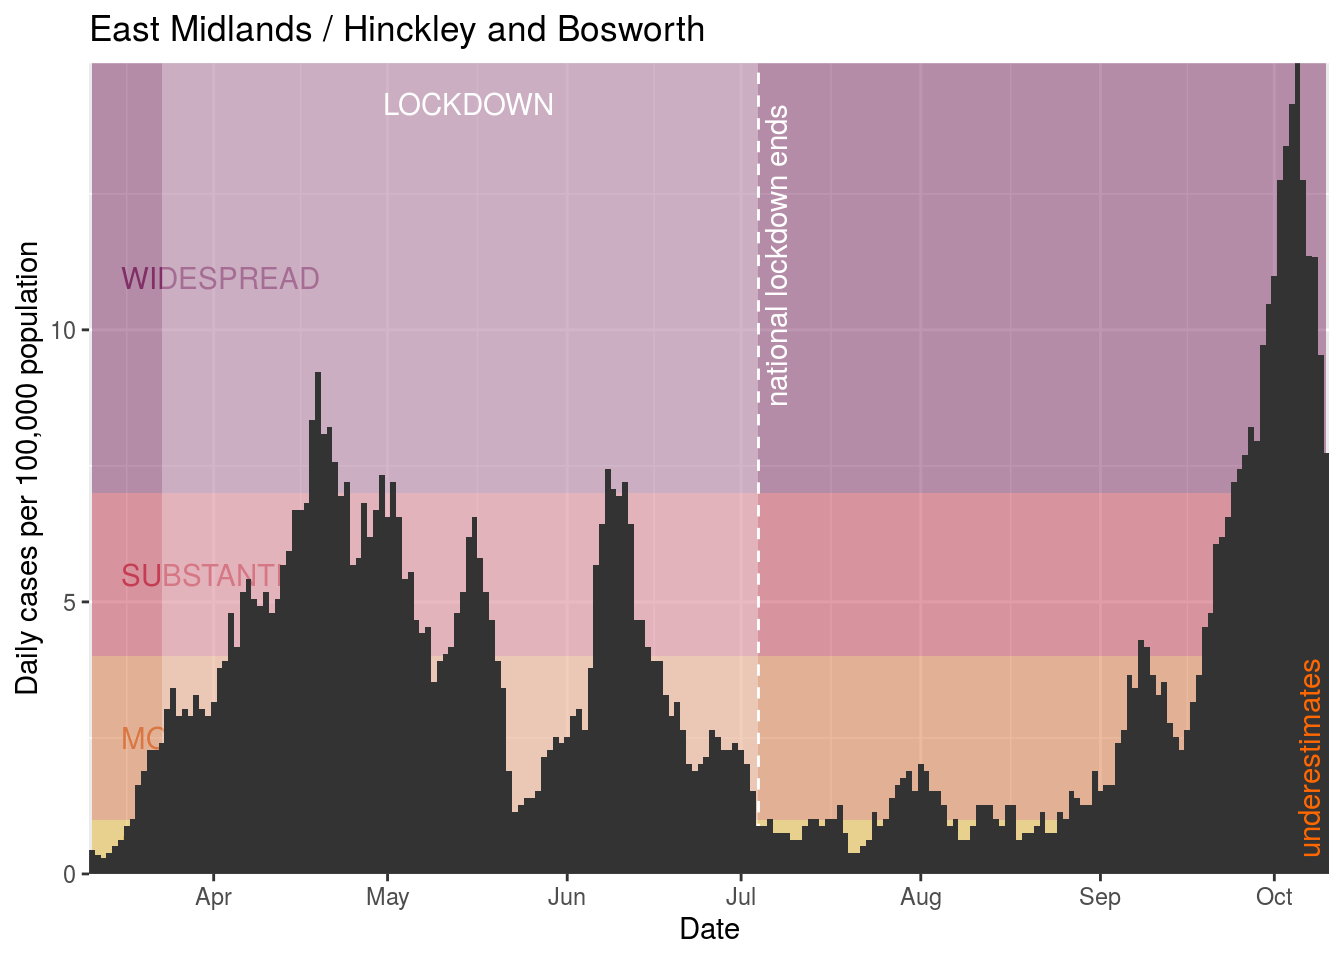 East Midlands / Hinckley and Bosworth
LOCKDOWN
national lockdown ends
WIDESPREAD
SUBSTANTI
MO
underestimates
Daily cases per 100,000 population
10
5
0
Apr May Jun Jul Aug Sep Oct
Date